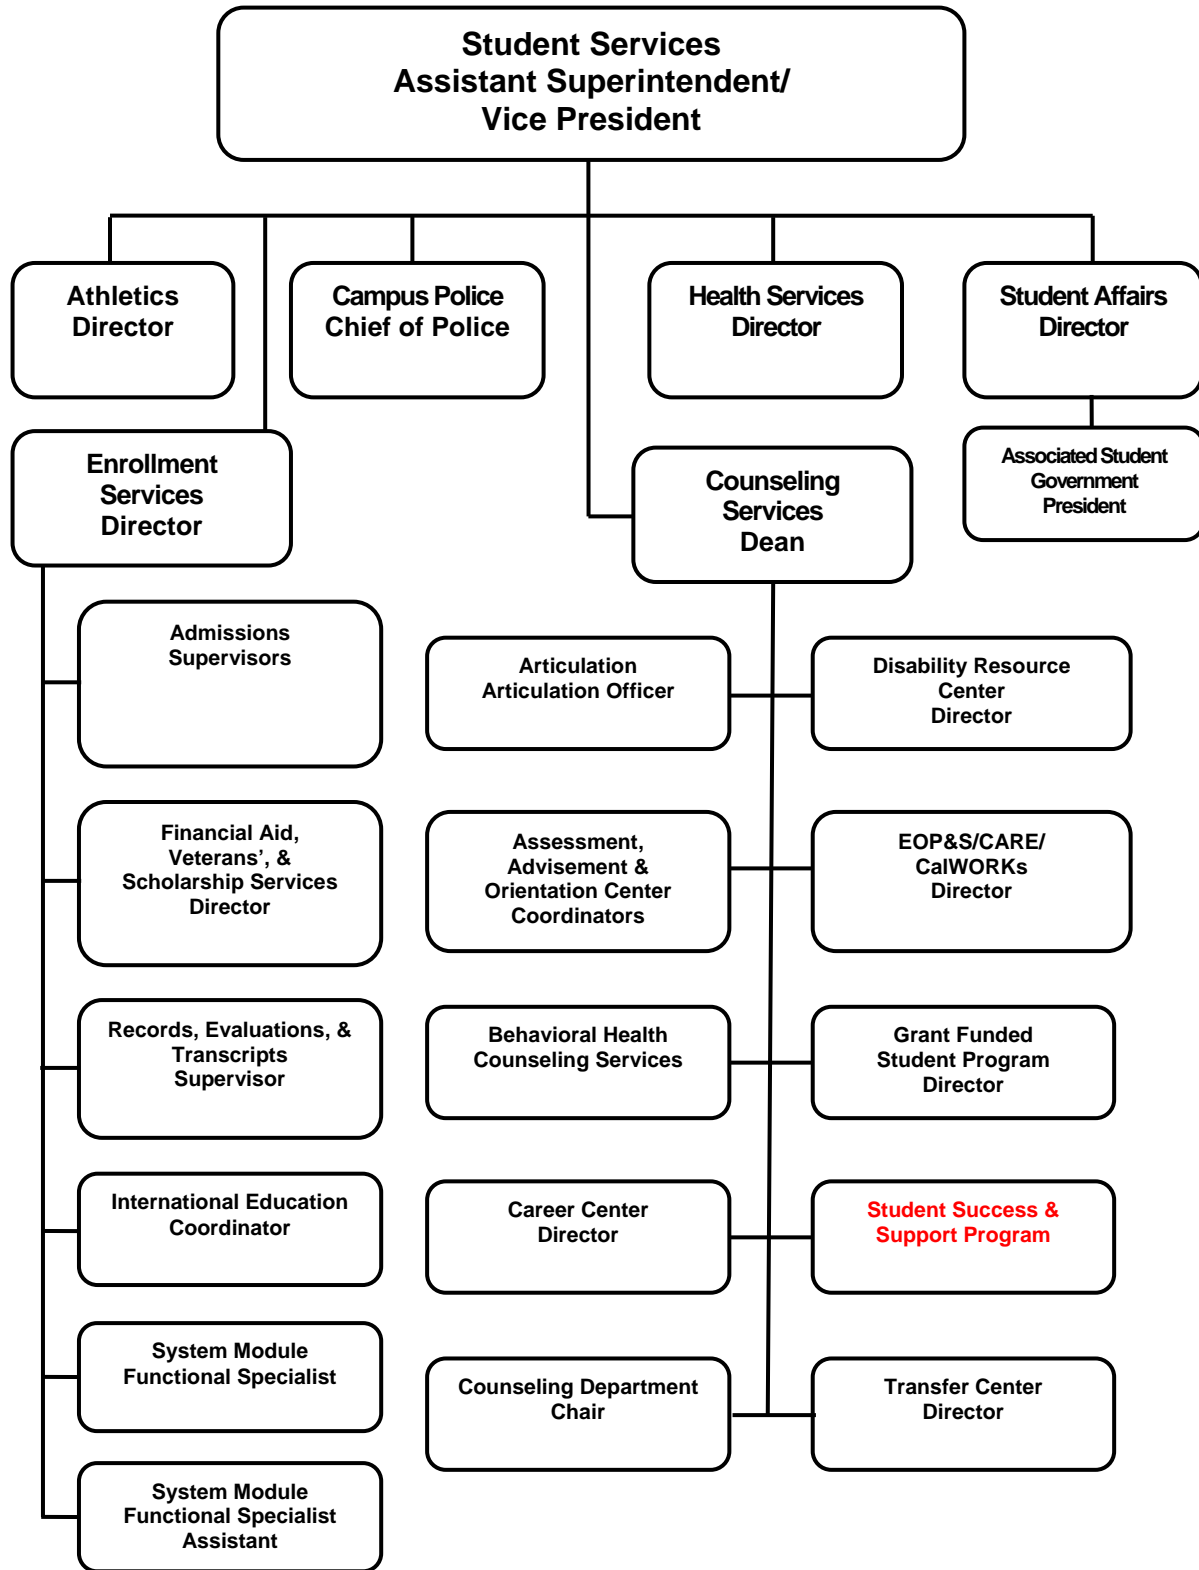 Student Services
Assistant Superintendent/
Vice President
Athletics
Director
Campus Police
Chief of Police
Health Services
Director
Student Affairs
Director
Enrollment
Services
Director
Counseling
Services
Dean
Associated Student
Government
President
Admissions
Supervisors
Financial Aid,
Veterans’, &
Scholarship Services
Director
Records, Evaluations, &
Transcripts
Supervisor
International Education
Coordinator
System Module
Functional Specialist
System Module
Functional Specialist
Assistant
Articulation
Articulation Officer
Disability Resource
Center
Director
Assessment,
Advisement &
Orientation Center
Coordinators
EOP&S/CARE/
CalWORKs
Director
Behavioral Health
Counseling Services
Grant Funded
Student Program
Director
Career Center
Director
Student Success &
Support Program
Counseling Department
Chair
Transfer Center
Director